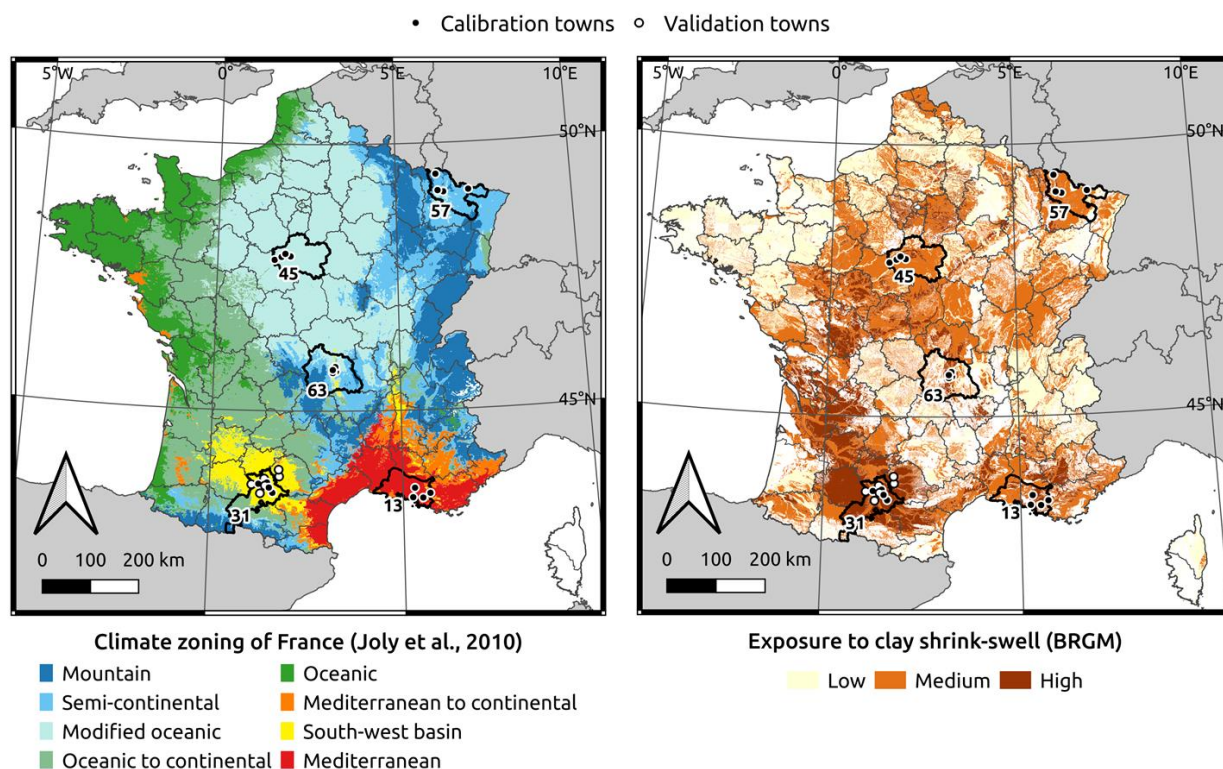 Calibration towns Validation towns
5°W 0° 5°E 10°E
50°N
57
45
63
45°N
31
13
0 100 200 km
5°W 0° 5°E 10°E
50°N
57
45
63
45°N
31
13
0 100 200 km
Climate zoning of France (Joly et al., 2010)
Mountain
Semi-continental
Modified oceanic
Oceanic to continental
Oceanic
Mediterranean to continental
South-west basin
Mediterranean
Exposure to clay shrink-swell (BRGM)
Low Medium High